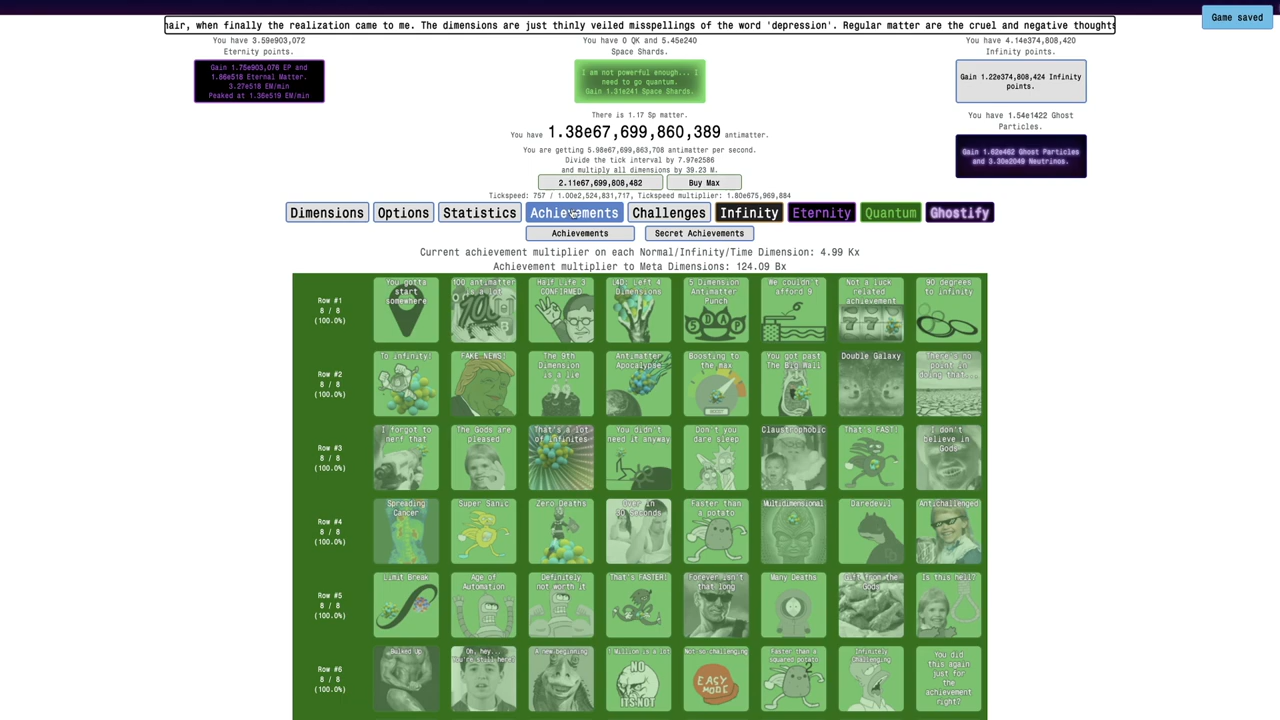 hair, when finally the realization came to me. The dimensions are just thinly veiled misspellings of the word 'depression'. Regular matter are the cruel and negative thoughts
Game saved
You have 3.59e903,072
Eternity points.
Gain 1.75e903,076 EP and
1.86e518 Eternal Matter.
3.27e518 EM/min
Peaked at 1.36e519 EM/min
You have 0 QK and 5.45e240
Space Shards.
I am not powerful enough... I
need to go quantum.
Gain 1.31e241 Space Shards.
You have 4.14e374,808,420
Infinity points.
Gain 1.22e374,808,424 Infinity
points.
You have 1.54e1422 Ghost
Particles.
Gain 1.62e462 Ghost Particles
and 3.30e2049 Neutrinos.
There is 1.17 Sp matter.
You have 1.38e67,699,860,389 antimatter.
You are getting 5.98e67,699,863,708 antimatter per second.
Divide the tick interval by 7.97e2586
and multiply all dimensions by 39.23 M.
2.11e67,699,808,482
Buy Max
Tickspeed: 757 / 1.00e2,524,831,717, Tickspeed multiplier: 1.80e675,969,884
Dimensions
Options
Statistics
Achievements
Challenges
Infinity
Eternity
Quantum
Ghostify
Achievements
Secret Achievements
Current achievement multiplier on each Normal/Infinity/Time Dimension: 4.99 Kx
Achievement multiplier to Meta Dimensions: 124.09 Bx
Row #1
8 / 8
(100.0%)
You gotta
start
somewhere
100 antimatter
is a lot
Half Life 3
CONFIRMED
L4D: Left 4
Dimensions
5 Dimension
Antimatter
Punch
We couldn't
afford 9
Not a luck
related
achievement
90 degrees
to infinity
Row #2
8 / 8
(100.0%)
To infinity!
FAKE NEWS!
The 9th
Dimension
is a lie
Antimatter
Apocalypse
Boosting to
the max
You got past
The Big Wall
Double Galaxy
There's no
point in
doing that...
Row #3
8 / 8
(100.0%)
I forgot to
nerf that
The Gods are
pleased
That's a lot
of infinites
You didn't
need it anyway
Don't you
dare sleep
Claustrophobic
That's FAST!
I don't
believe in
Gods
Row #4
8 / 8
(100.0%)
Spreading
Cancer
Super Sanic
Zero Deaths
Over in
30 Seconds
Faster than
a potato
Multidimensional
Daredevil
Antichallenged
Row #5
8 / 8
(100.0%)
Limit Break
Age of
Automation
Definitely
not worth it
That's FASTER!
Forever isn't
that long
Many Deaths
Gift from the
Gods
Is this hell?
Row #6
8 / 8
(100.0%)
Bulked Up
Oh, hey...
You're still here?
A new beginning
1 Million is a lot
NO
ITS NOT
Not so challenging
EASY
MODE
Faster than a
squared potato
Infinitely
Challenging
You did
this again
just for
the
achievement
right?